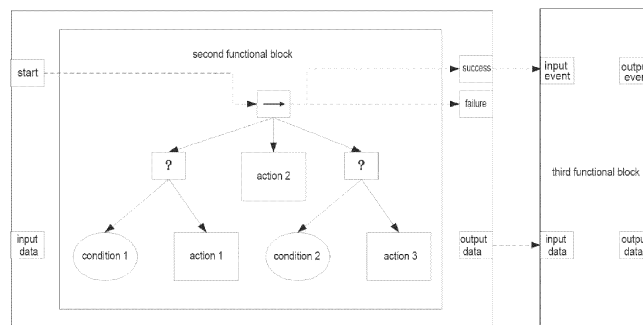 second functional block
start
success
input
event
failure
?
action 2
?
third functional block
input
data
condition 1
action 1
condition 2
action 3
output
data
input
data